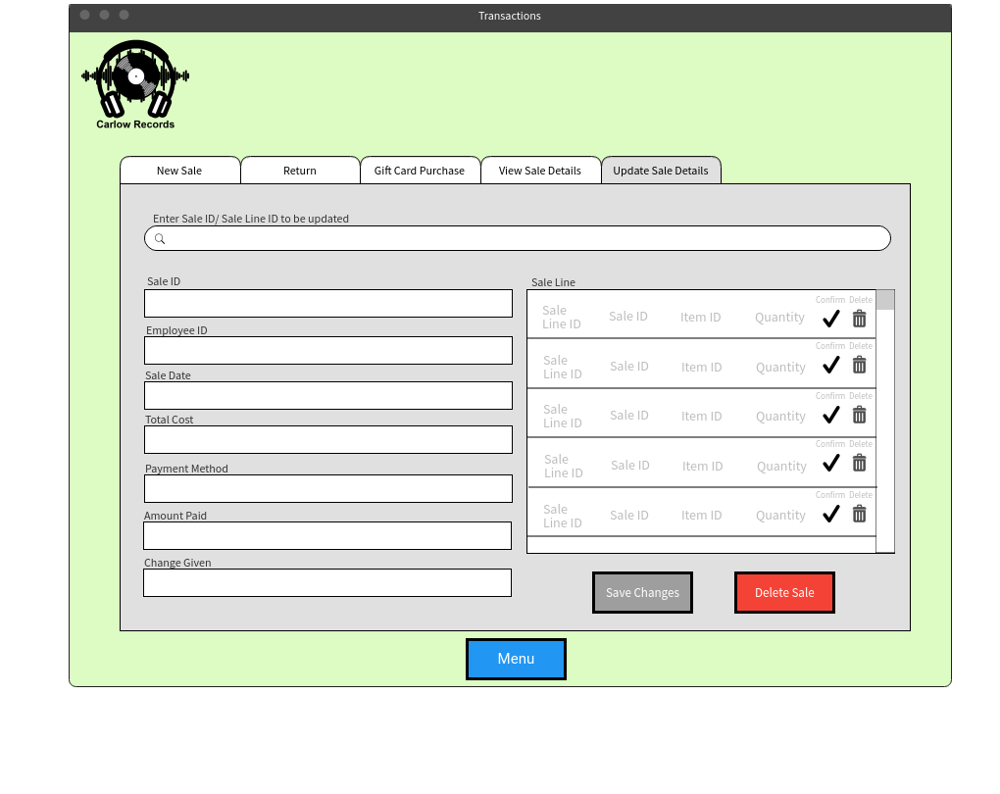 Transactions
Carlow Records
New Sale
Return
Gift Card Purchase
View Sale Details
Update Sale Details
Enter Sale ID/ Sale Line ID to be updated
Sale ID
Employee ID
Sale Date
Total Cost
Payment Method
Amount Paid
Change Given
Sale Line
Confirm Delete
Sale
Line ID
Sale ID
Item ID
Quantity
Confirm Delete
Sale
Line ID
Sale ID
Item ID
Quantity
Confirm Delete
Sale
Line ID
Sale ID
Item ID
Quantity
Confirm Delete
Sale
Line ID
Sale ID
Item ID
Quantity
Confirm Delete
Sale
Line ID
Sale ID
Item ID
Quantity
Save Changes
Delete Sale
Menu